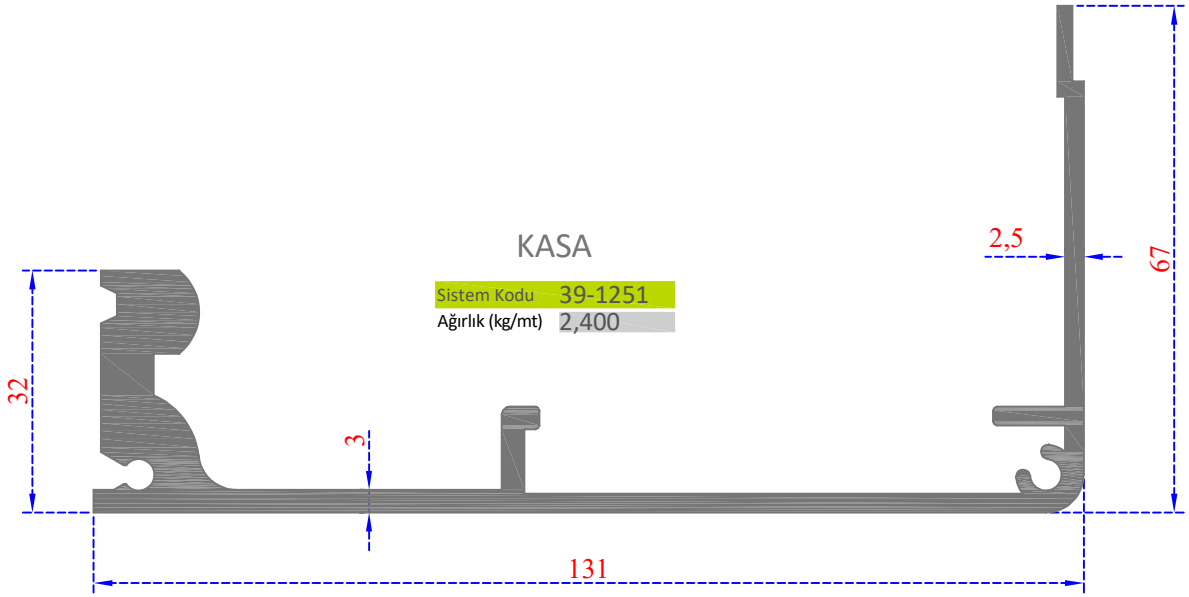 KASA
Sistem Kodu 39-1251
Ağırlık (kg/mt) 2,400
2,5
67
32
3
131